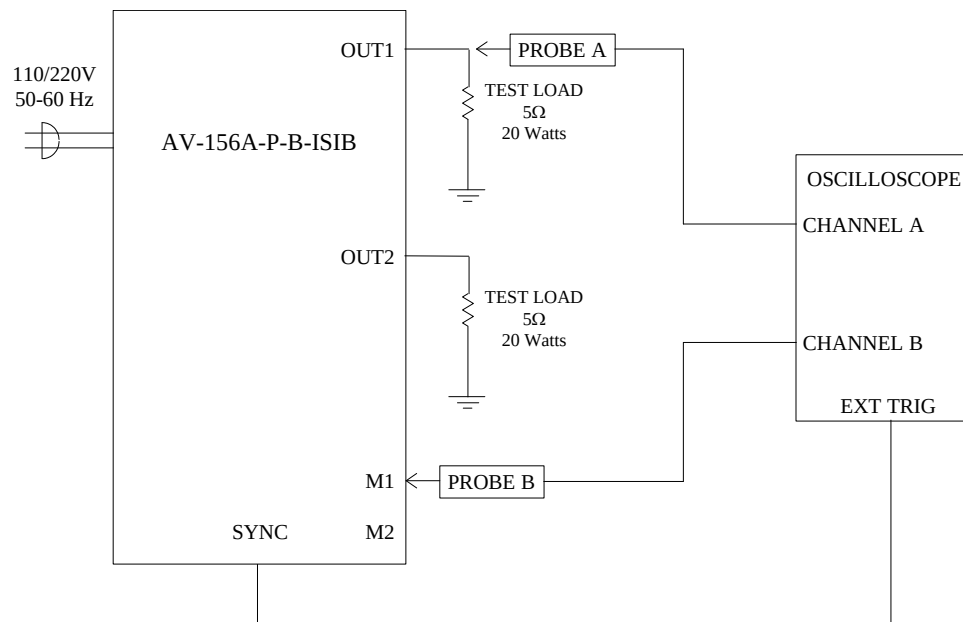 OUT1
PROBE A
110/220V
50-60 Hz
TEST LOAD
5Ω
20 Watts
AV-156A-P-B-ISIB
OSCILLOSCOPE
CHANNEL A
OUT2
TEST LOAD
5Ω
20 Watts
CHANNEL B
EXT TRIG
M1
PROBE B
SYNC
M2